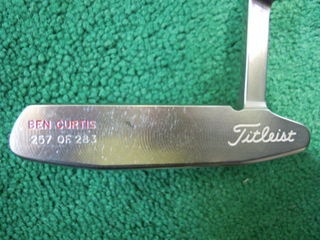 BEN CURTIS
257 OF 283
Titleist